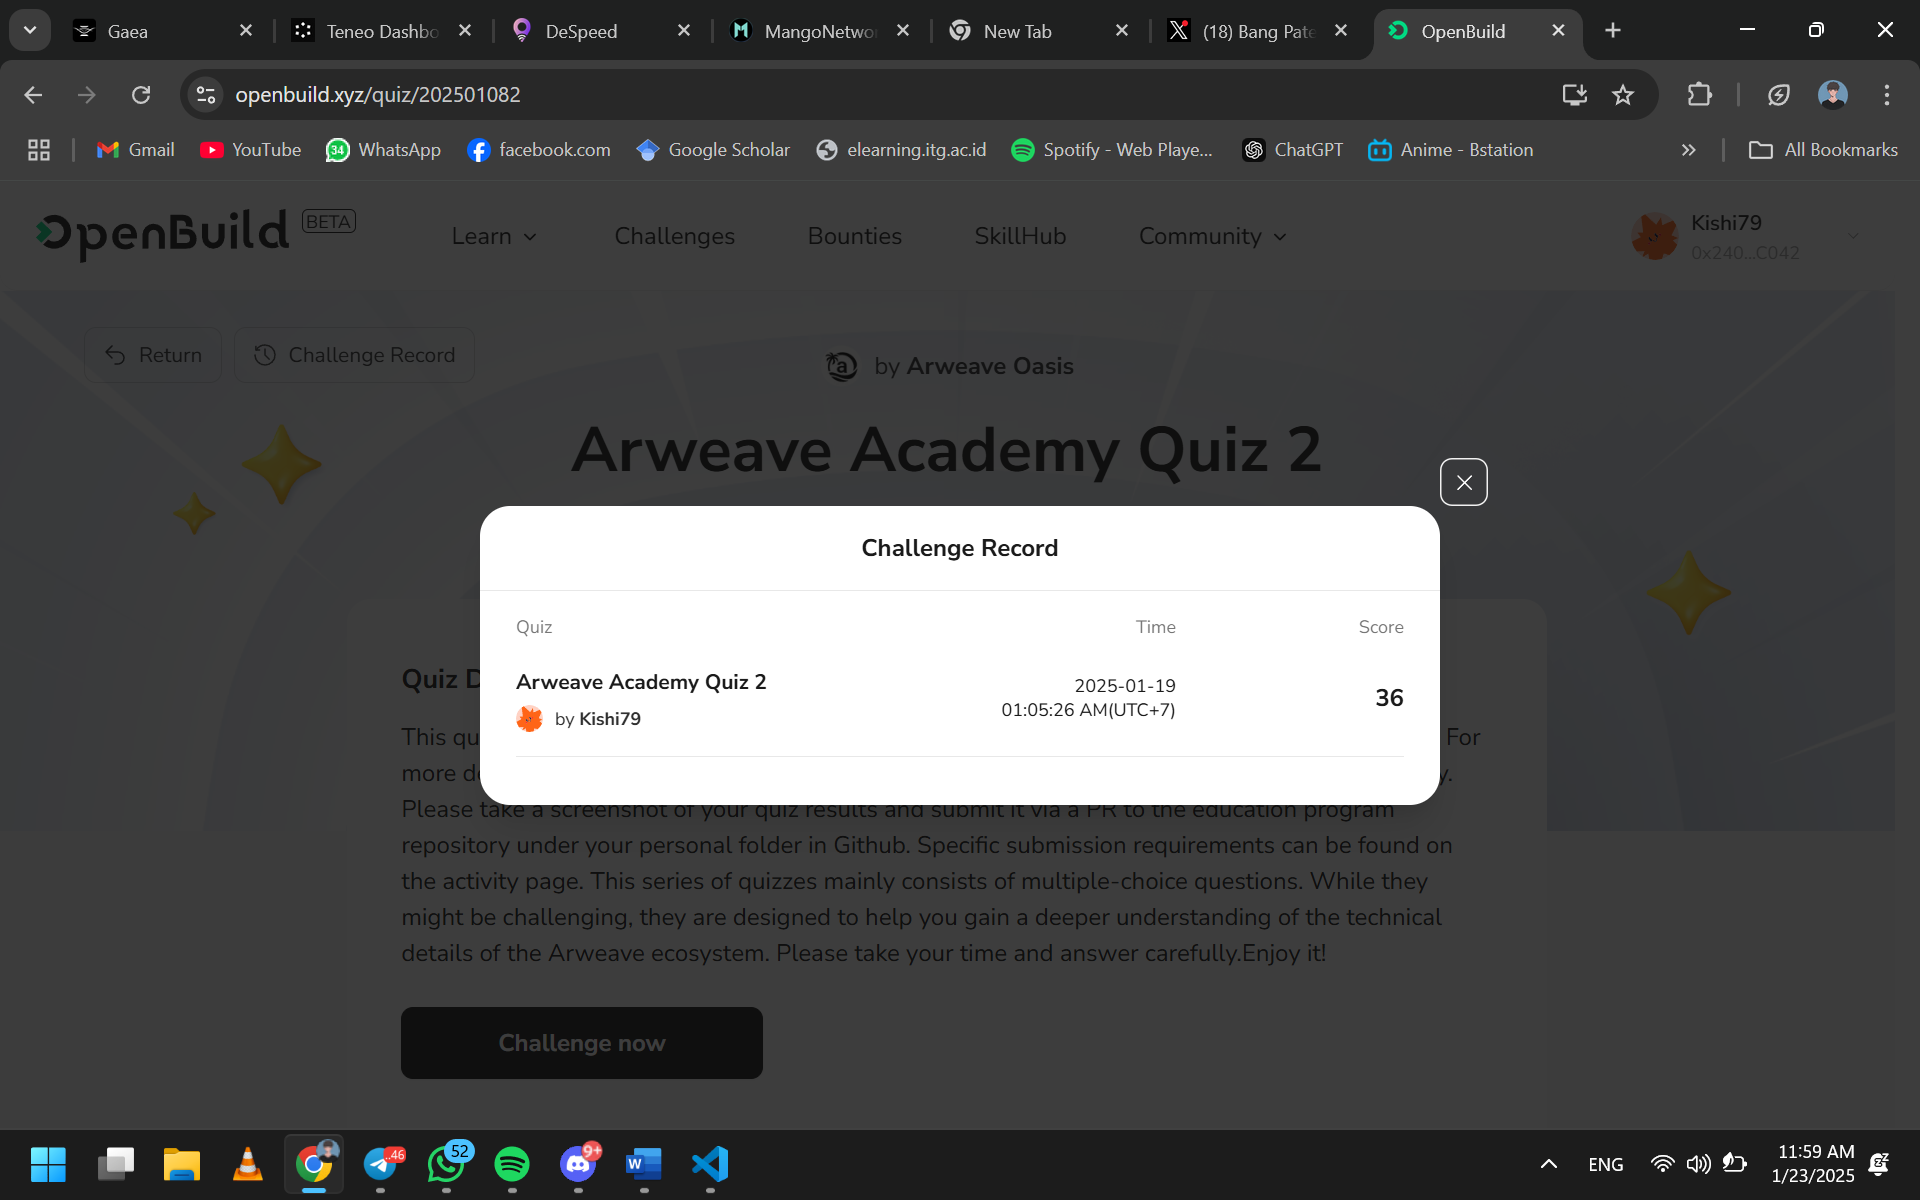 Gaea
Teneo Dashbo
DeSpeed
MangoNetwor
New Tab
(18) Bang Pate
OpenBuild
openbuild.xyz/quiz/202501082
Gmail
YouTube
34
WhatsApp
facebook.com
Google Scholar
elearning.itg.ac.id
Spotify - Web Playe...
ChatGPT
Anime - Bstation
All Bookmarks
OpenBuild BETA
Learn
Challenges
Bounties
SkillHub
Community
Kishi79
0x240...C042
Return
Challenge Record
by Arweave Oasis
Arweave Academy Quiz 2
Challenge Record
Quiz Time Score
Arweave Academy Quiz 2
by Kishi79
2025-01-19
01:05:26 AM(UTC+7)
36
Quiz D
This qu For
more de y.
Please take a screenshot of your quiz results and submit it via a PR to the education program
repository under your personal folder in Github. Specific submission requirements can be found on
the activity page. This series of quizzes mainly consists of multiple-choice questions. While they
might be challenging, they are designed to help you gain a deeper understanding of the technical
details of the Arweave ecosystem. Please take your time and answer carefully.Enjoy it!
Challenge now
..46
52
9+
ENG
11:59 AM
1/23/2025